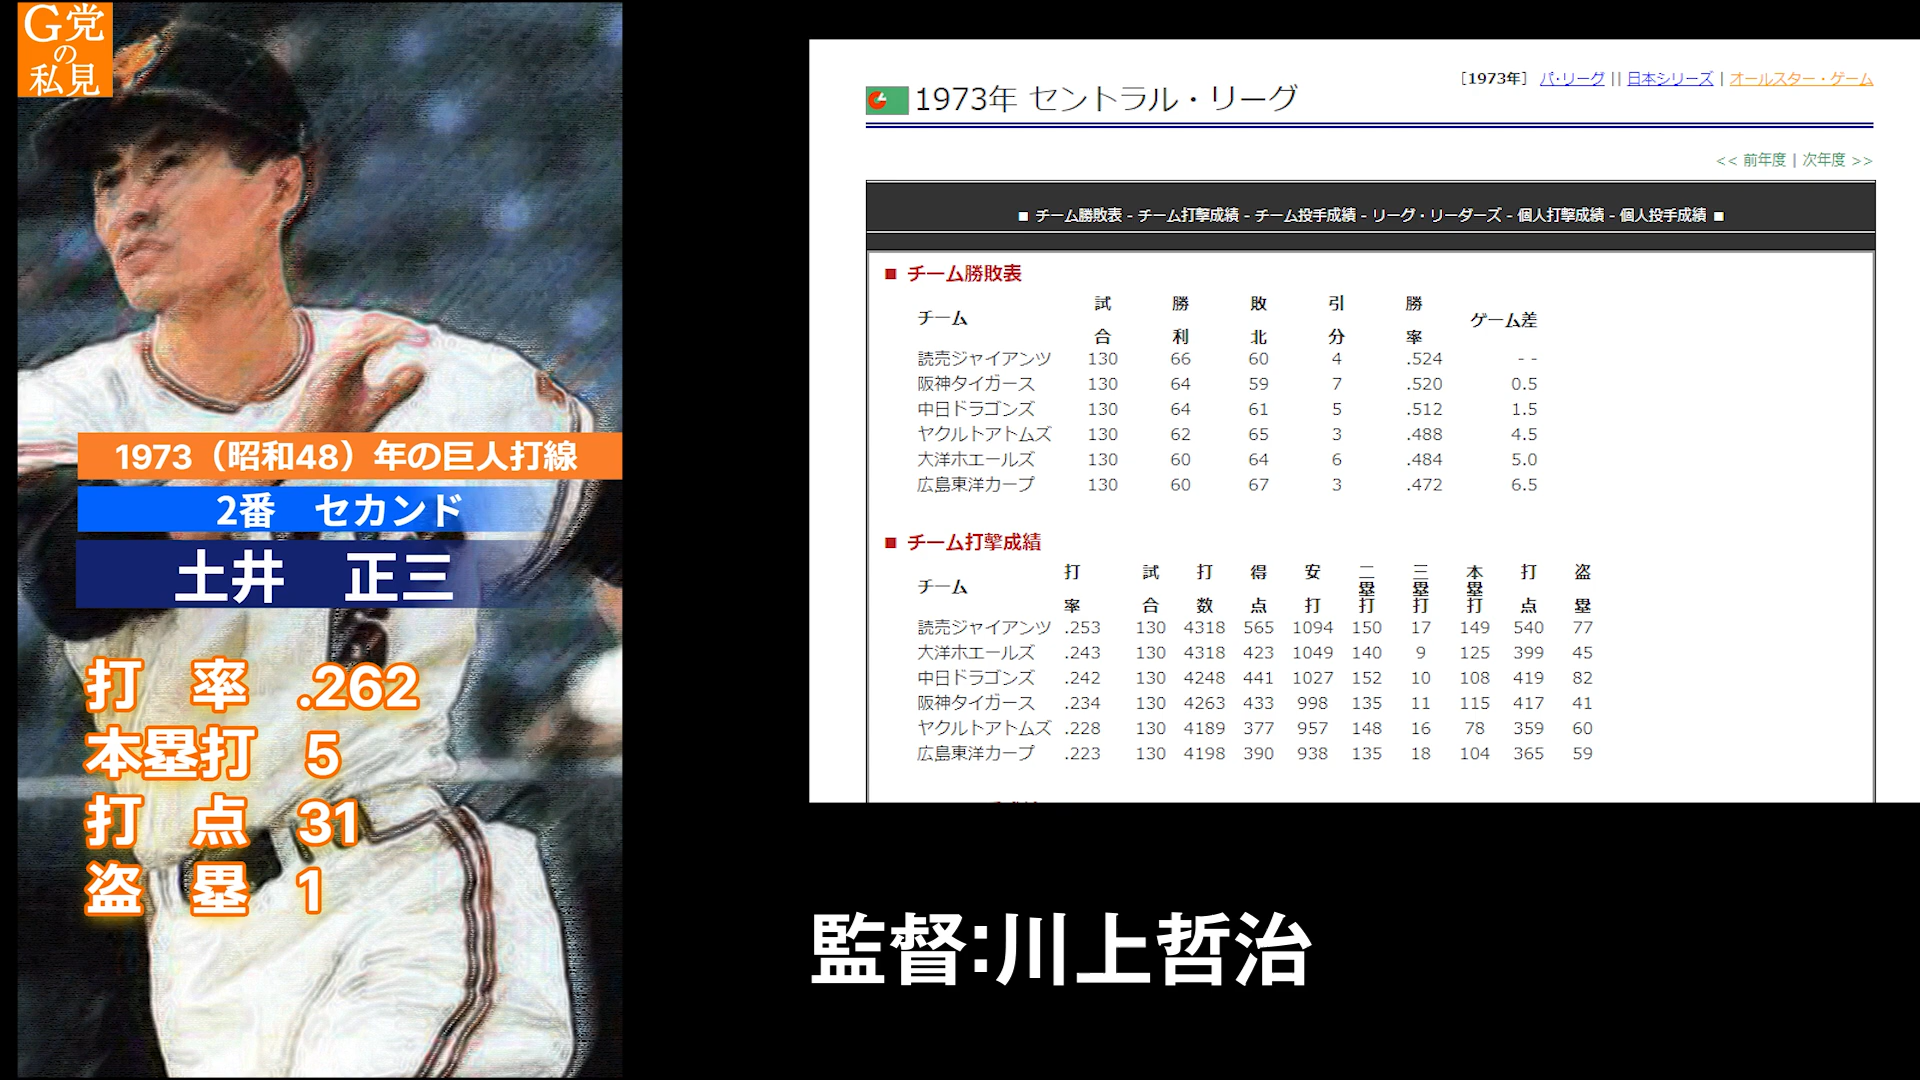 G党
の
私見
1973（昭和48）年の巨人打線
2番　セカンド
土井　正三
打　率　.262
本塁打　5
打　点　31
盗　塁　1
[1973年] パ・リーグ || 日本シリーズ | オールスター・ゲーム
1973年 セントラル・リーグ
<< 前年度 | 次年度 >>
■ チーム勝敗表 - チーム打撃成績 - チーム投手成績 - リーグ・リーダーズ - 個人打撃成績 - 個人投手成績 ■
■ チーム勝敗表
チーム 試合 勝利 敗北 引分 勝率 ゲーム差
読売ジャイアンツ 130 66 60 4 .524 - -
阪神タイガース 130 64 59 7 .520 0.5
中日ドラゴンズ 130 64 61 5 .512 1.5
ヤクルトアトムズ 130 62 65 3 .488 4.5
大洋ホエールズ 130 60 64 6 .484 5.0
広島東洋カープ 130 60 67 3 .472 6.5
■ チーム打撃成績
チーム 打率 試合 打数 得点 安打 二塁打 三塁打 本塁打 打点 盗塁
読売ジャイアンツ .253 130 4318 565 1094 150 17 149 540 77
大洋ホエールズ .243 130 4318 423 1049 140 9 125 399 45
中日ドラゴンズ .242 130 4248 441 1027 152 10 108 419 82
阪神タイガース .234 130 4263 433 998 135 11 115 417 41
ヤクルトアトムズ .228 130 4189 377 957 148 16 78 359 60
広島東洋カープ .223 130 4198 390 938 135 18 104 365 59
監督:川上哲治